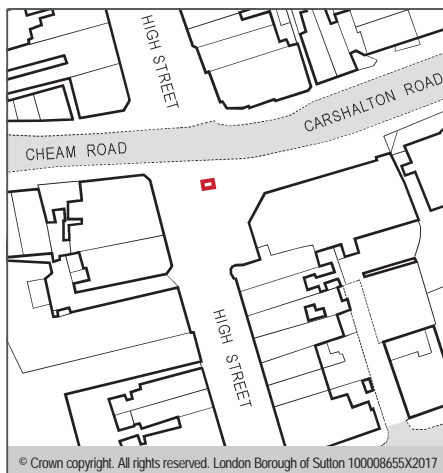 HIGH STREET
CARSHALTON ROAD
CHEAM ROAD
HIGH STREET
© Crown copyright. All rights reserved. London Borough of Sutton 100008655X2017